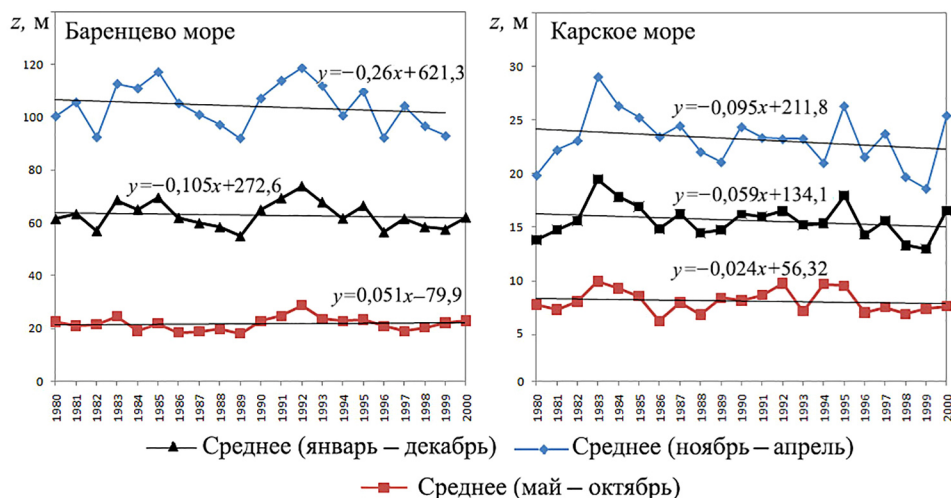 z, м
Баренцево море
120
100
80
60
40
20
0
y=−0,26x+621,3
y=−0,105x+272,6
y=0,051x−79,9
1980 1981 1982 1983 1984 1985 1986 1987 1988 1989 1990 1991 1992 1993 1994 1995 1996 1997 1998 1999 2000
z, м
Карское море
30
25
20
15
10
5
0
y=−0,095x+211,8
y=−0,059x+134,1
y=−0,024x+56,32
1980 1981 1982 1983 1984 1985 1986 1987 1988 1989 1990 1991 1992 1993 1994 1995 1996 1997 1998 1999 2000
Среднее (январь – декабрь)
Среднее (ноябрь – апрель)
Среднее (май – октябрь)